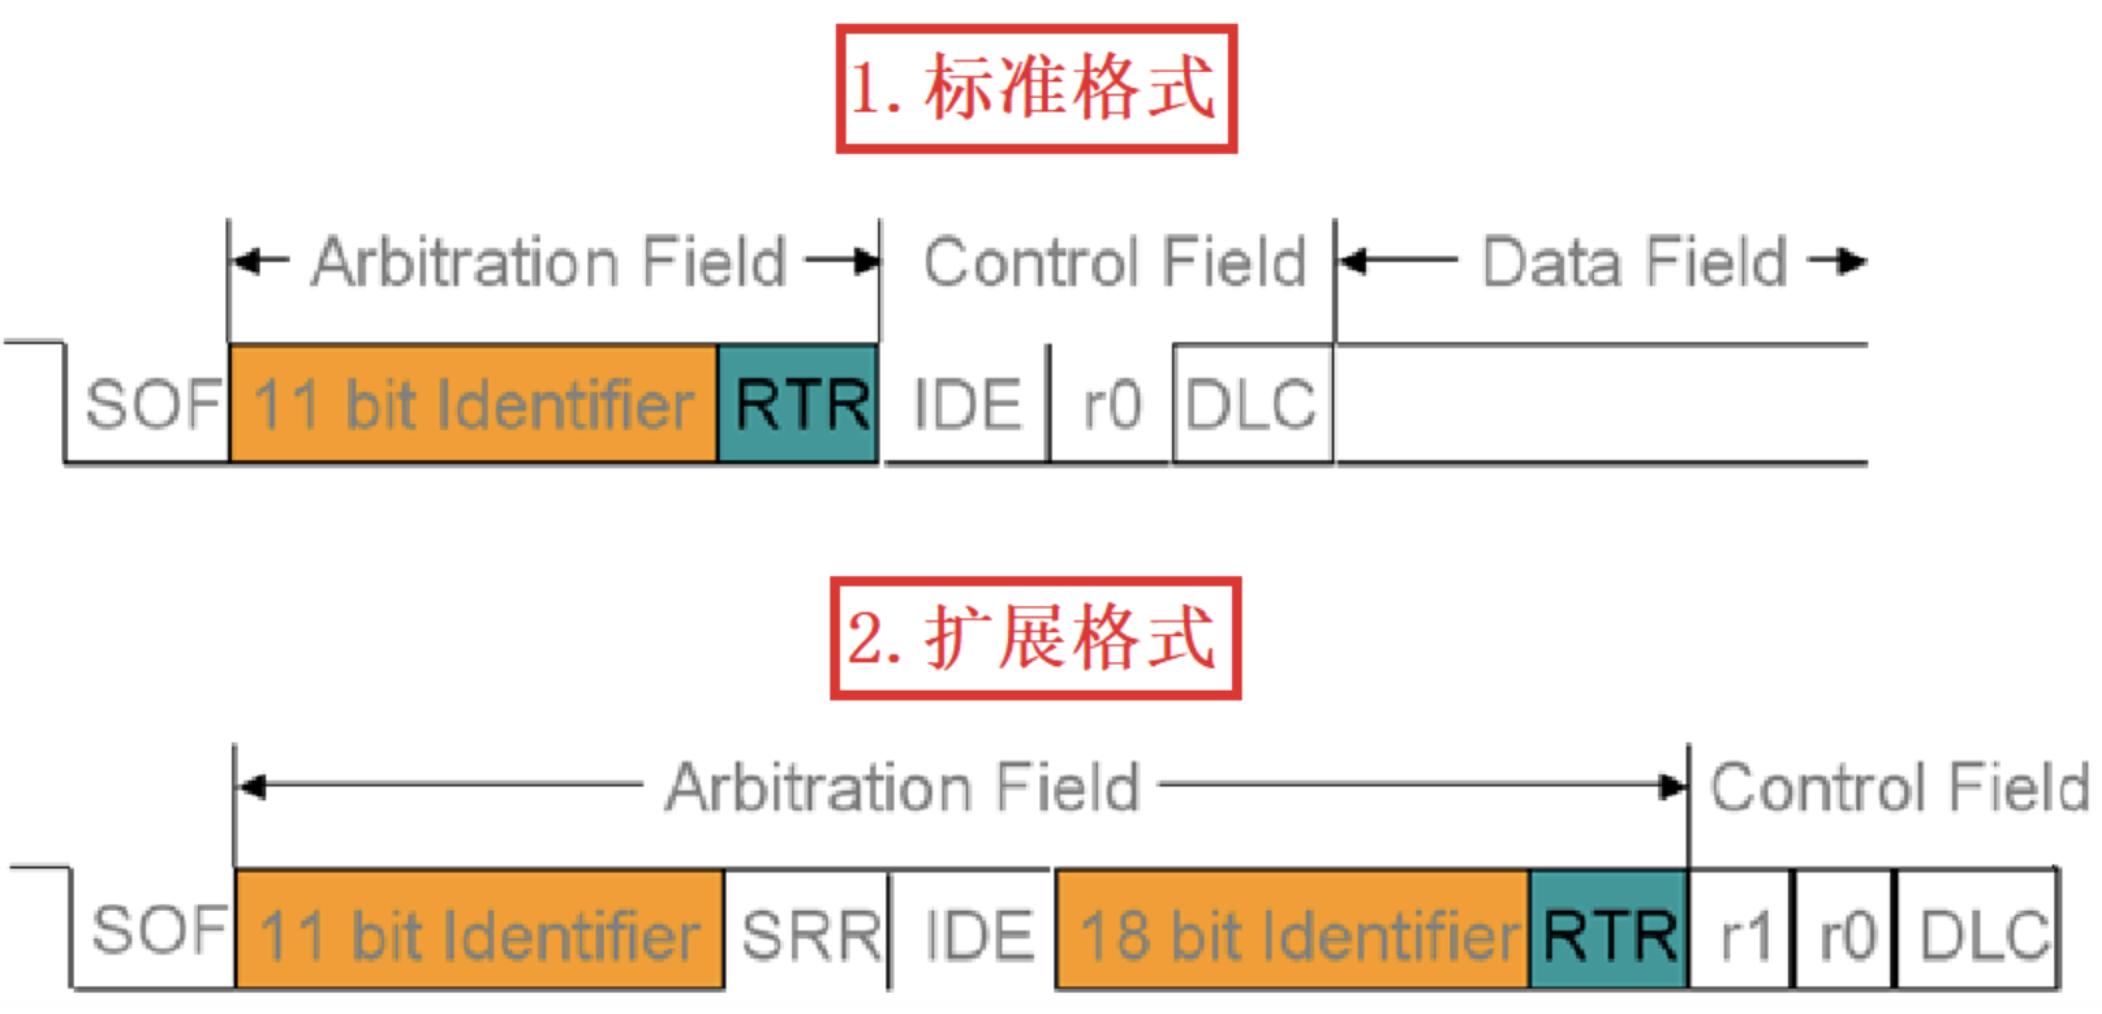 1.标准格式
Arbitration Field Control Field Data Field
SOF 11 bit Identifier RTR IDE r0 DLC
2.扩展格式
Arbitration Field Control Field
SOF 11 bit Identifier SRR IDE 18 bit Identifier RTR r1 r0 DLC